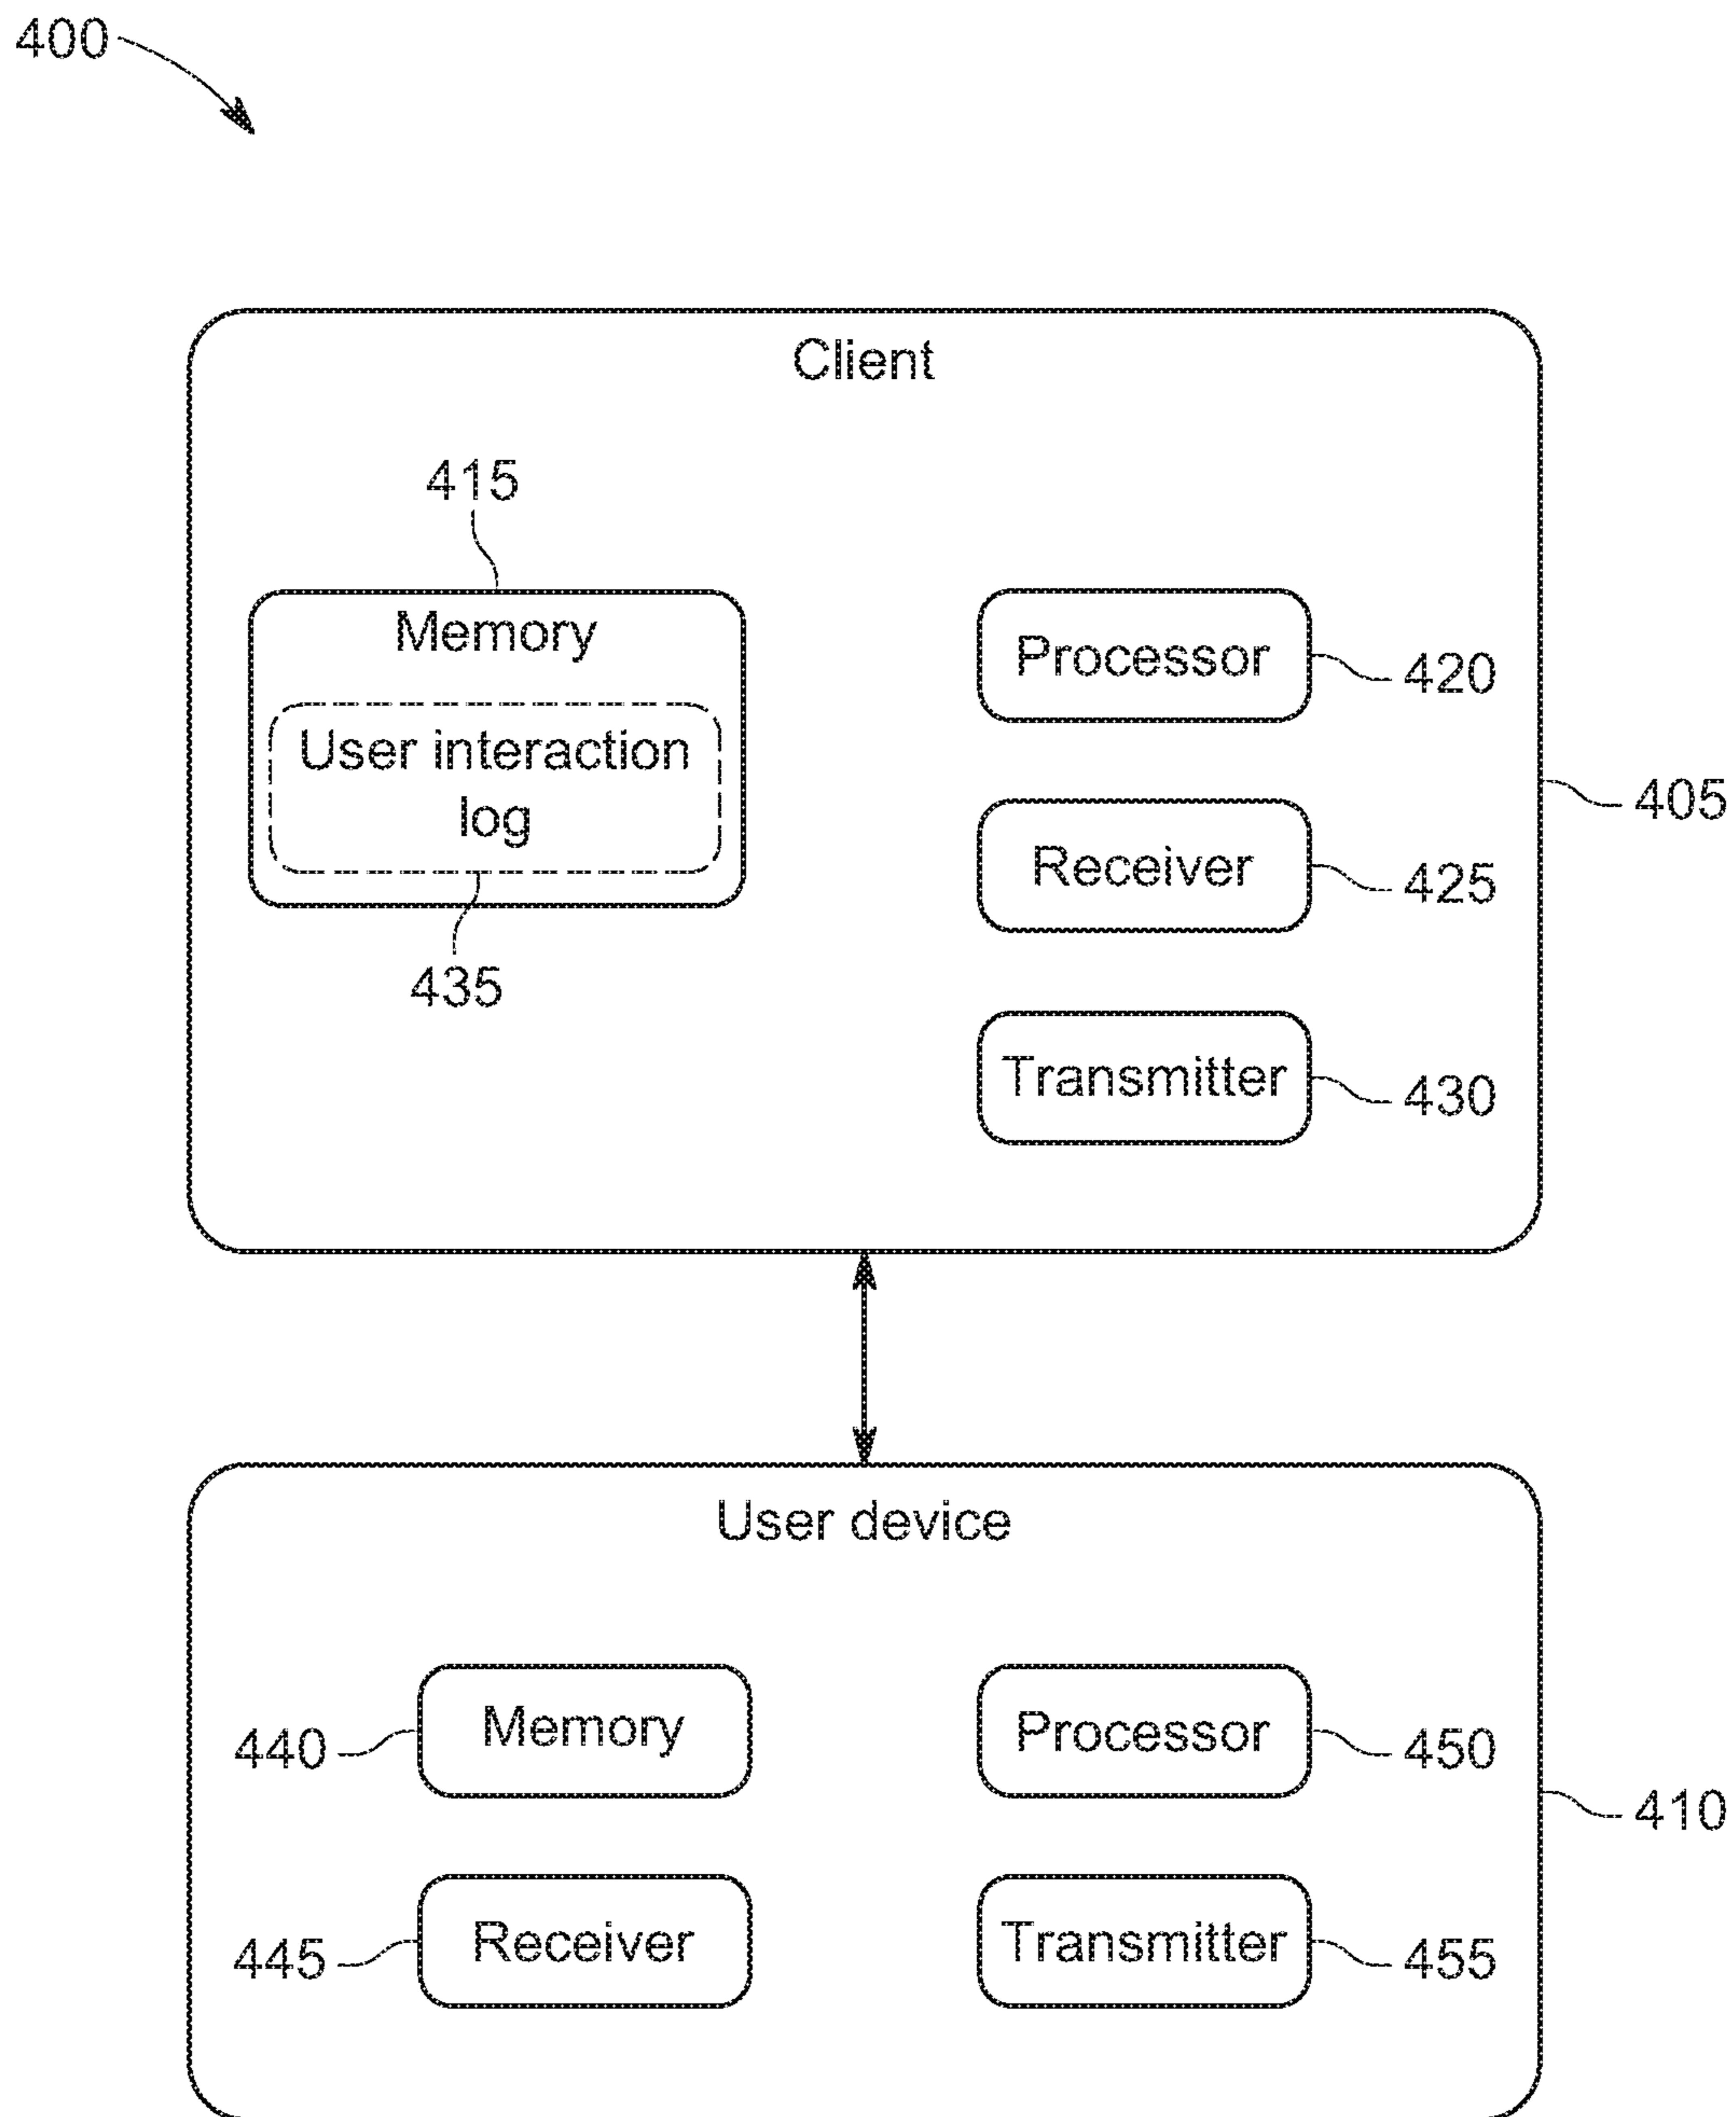 400
Client
415
Memory
User interaction
log
435
Processor
420
Receiver
425
Transmitter
430
405
User device
Memory
440
Receiver
445
Processor
450
Transmitter
455
410